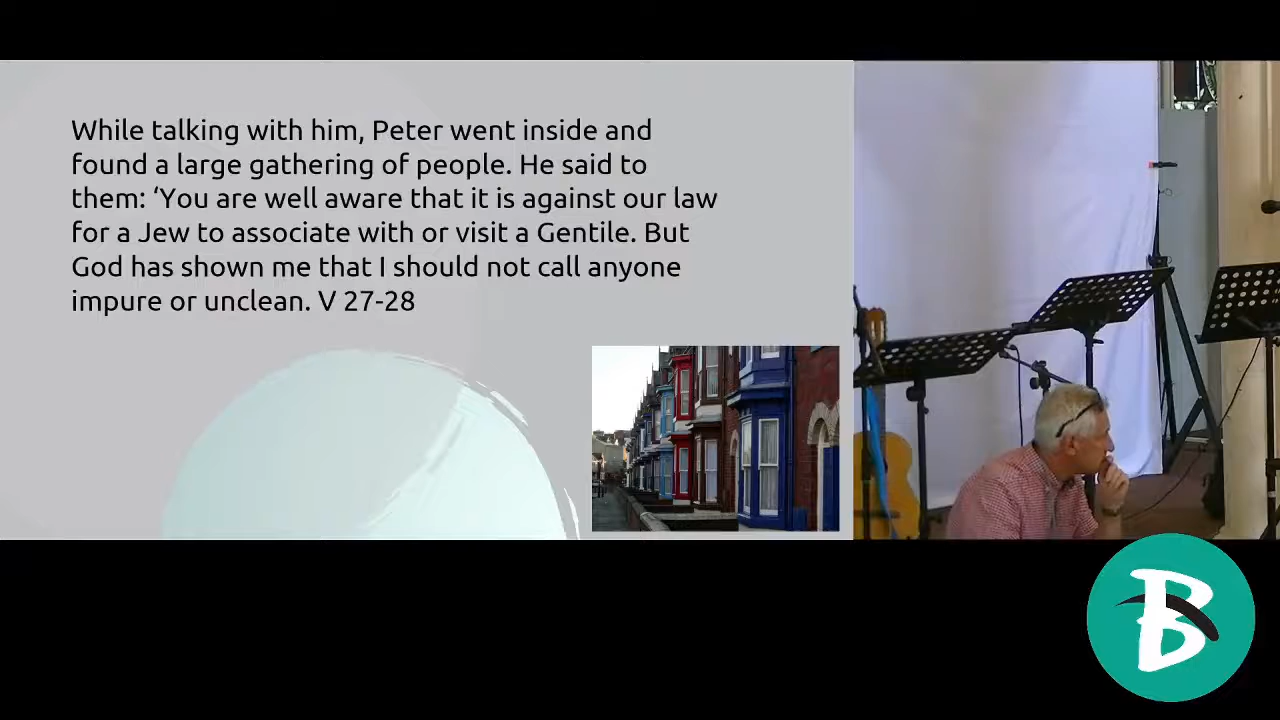 While talking with him, Peter went inside and
found a large gathering of people. He said to
them: ‘You are well aware that it is against our law
for a Jew to associate with or visit a Gentile. But
God has shown me that I should not call anyone
impure or unclean. V 27-28
B